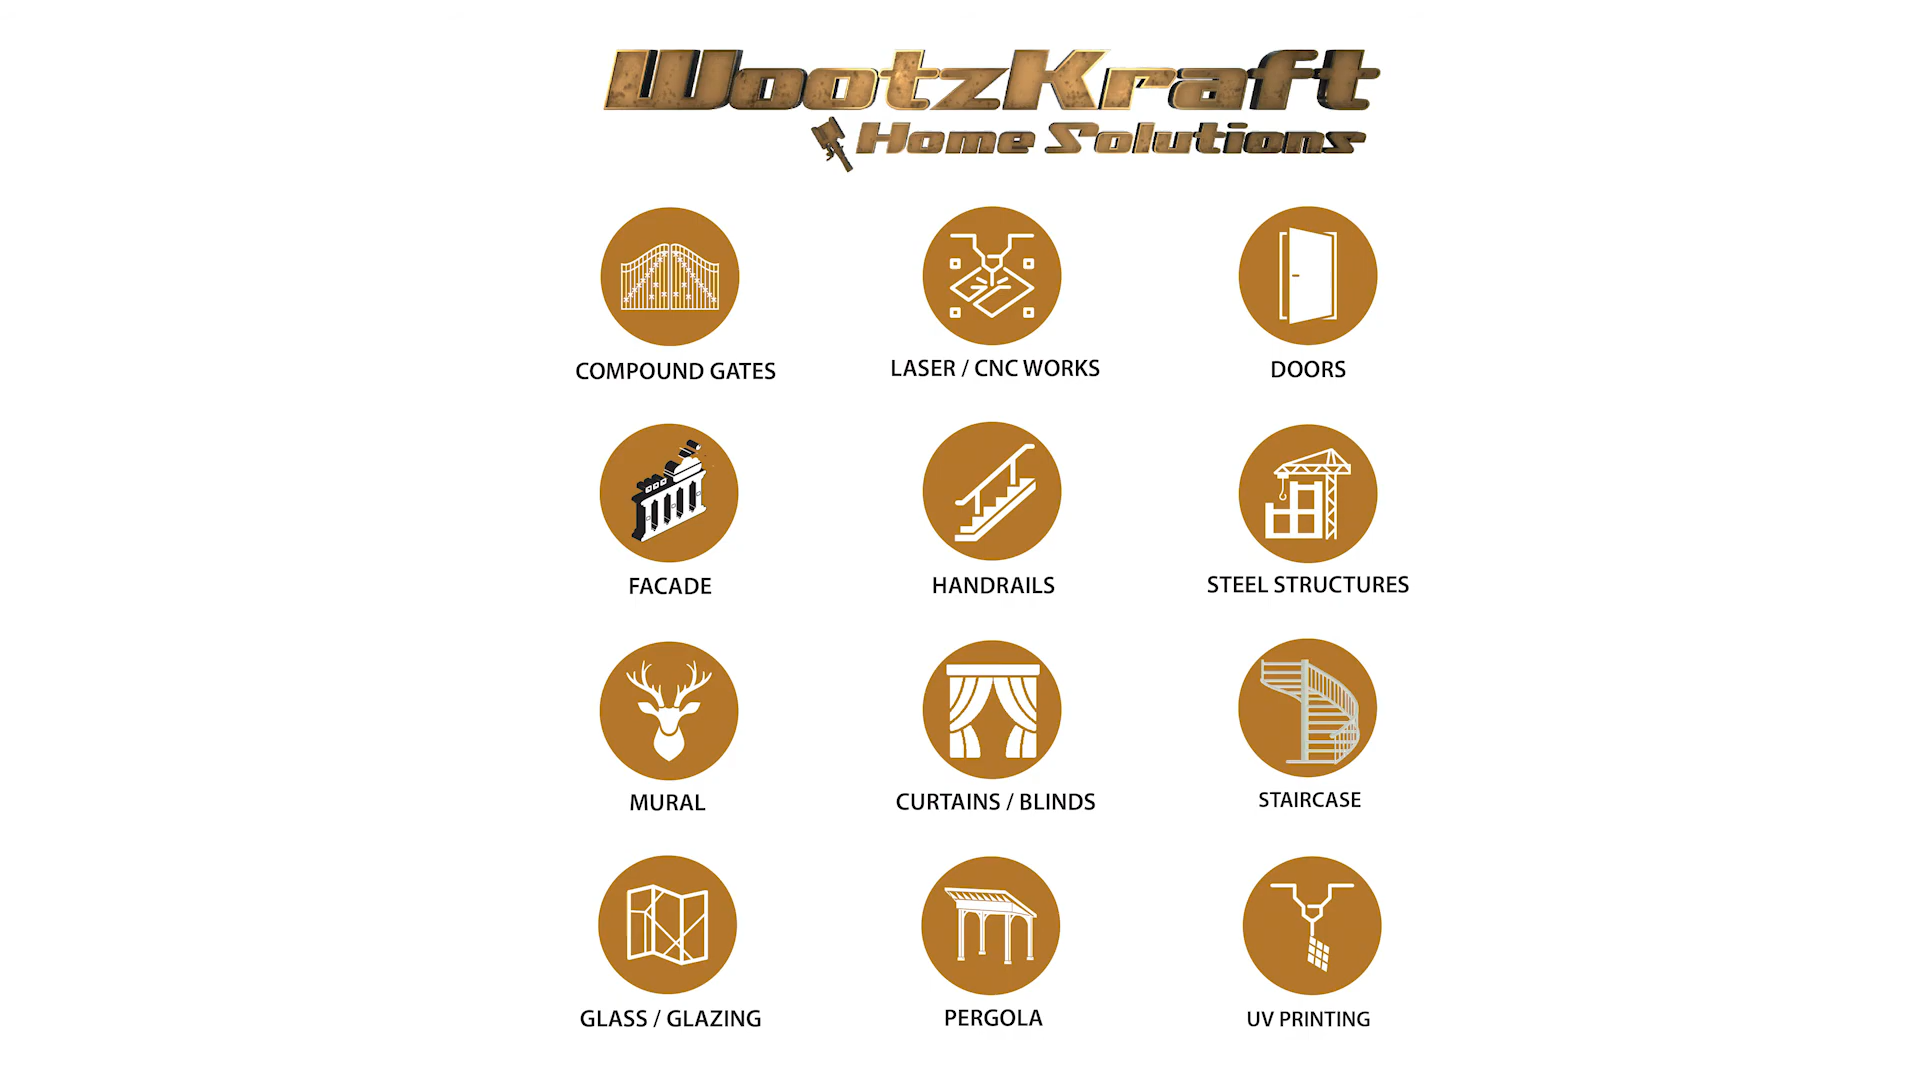 WootzKraft
Home Solutions
COMPOUND GATES
LASER / CNC WORKS
DOORS
FACADE
HANDRAILS
STEEL STRUCTURES
MURAL
CURTAINS / BLINDS
STAIRCASE
GLASS / GLAZING
PERGOLA
UV PRINTING